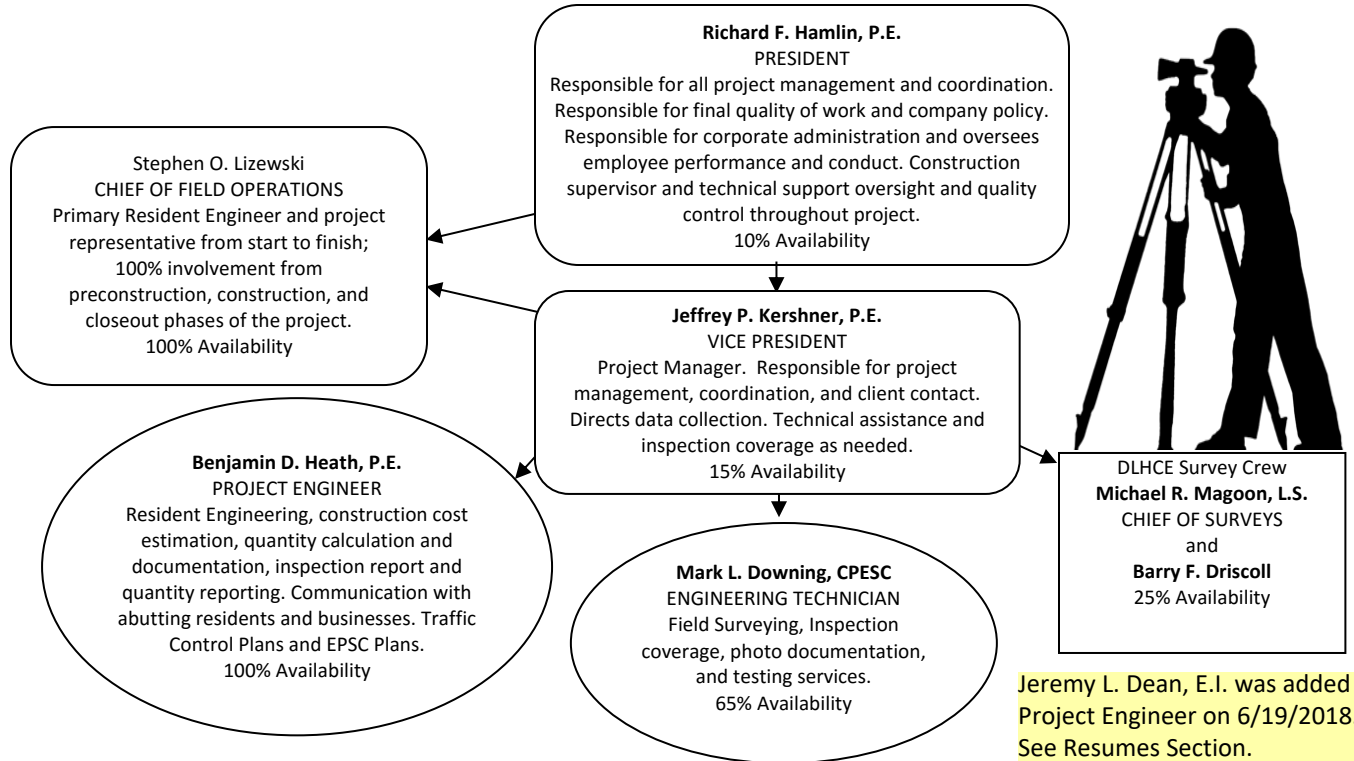 Richard F. Hamlin, P.E.
PRESIDENT
Responsible for all project management and coordination.
Responsible for final quality of work and company policy.
Responsible for corporate administration and oversees
employee performance and conduct. Construction
supervisor and technical support oversight and quality
control throughout project.
10% Availability
Stephen O. Lizewski
CHIEF OF FIELD OPERATIONS
Primary Resident Engineer and project
representative from start to finish;
100% involvement from
preconstruction, construction, and
closeout phases of the project.
100% Availability
Jeffrey P. Kershner, P.E.
VICE PRESIDENT
Project Manager.  Responsible for project
management, coordination, and client contact.
Directs data collection. Technical assistance and
inspection coverage as needed.
15% Availability
Benjamin D. Heath, P.E.
PROJECT ENGINEER
Resident Engineering, construction cost
estimation, quantity calculation and
documentation, inspection report and
quantity reporting. Communication with
abutting residents and businesses. Traffic
Control Plans and EPSC Plans.
100% Availability
Mark L. Downing, CPESC
ENGINEERING TECHNICIAN
Field Surveying, Inspection
coverage, photo documentation,
and testing services.
65% Availability
DLHCE Survey Crew
Michael R. Magoon, L.S.
CHIEF OF SURVEYS
and
Barry F. Driscoll
25% Availability
Jeremy L. Dean, E.I. was added
Project Engineer on 6/19/2018
See Resumes Section.